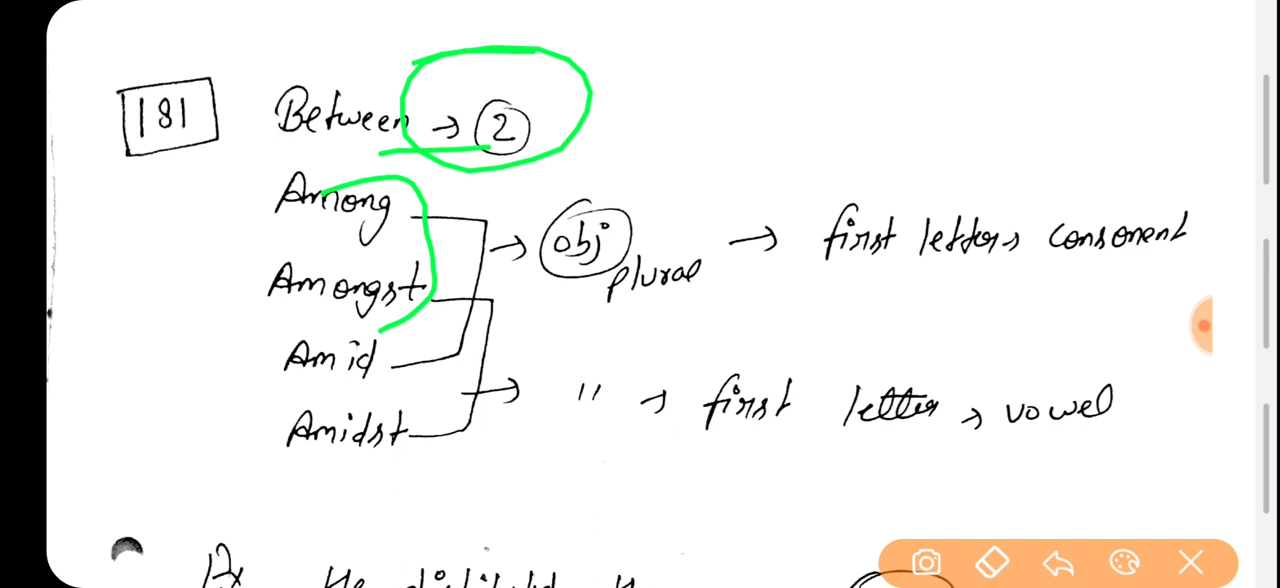 181 Between → 2
Among
→ obj plural → first letter → consonent
Amongst
Amid
→ " → first letter → vowel
Amidst